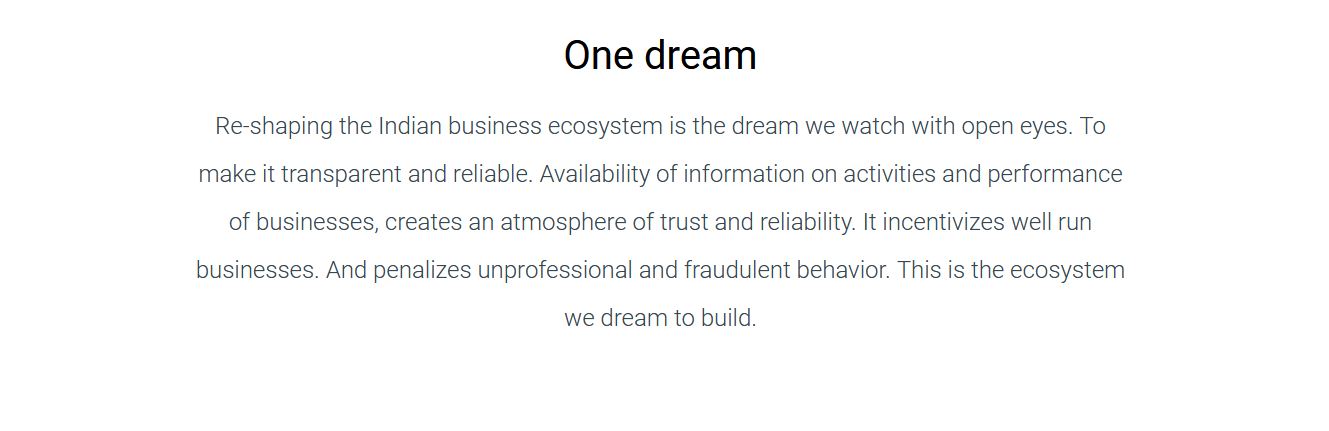 One dream
Re-shaping the Indian business ecosystem is the dream we watch with open eyes. To
make it transparent and reliable. Availability of information on activities and performance
of businesses, creates an atmosphere of trust and reliability. It incentivizes well run
businesses. And penalizes unprofessional and fraudulent behavior. This is the ecosystem
we dream to build.